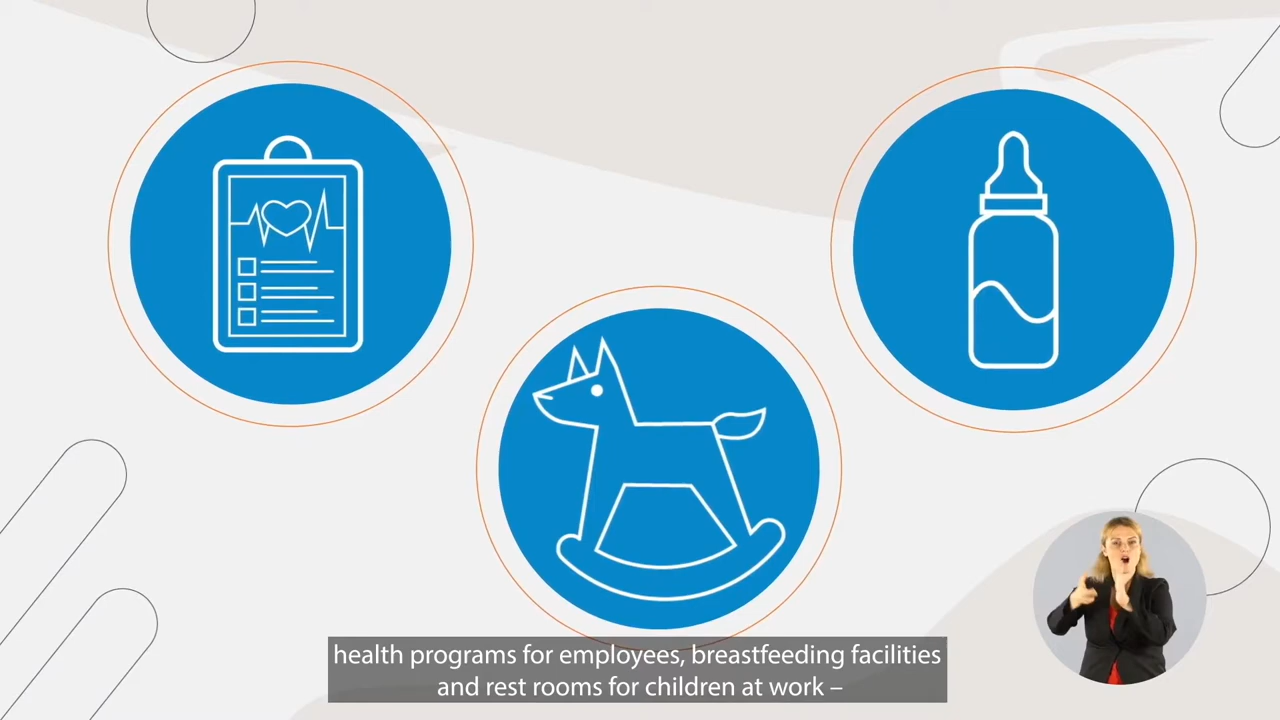 health programs for employees, breastfeeding facilities
and rest rooms for children at work –